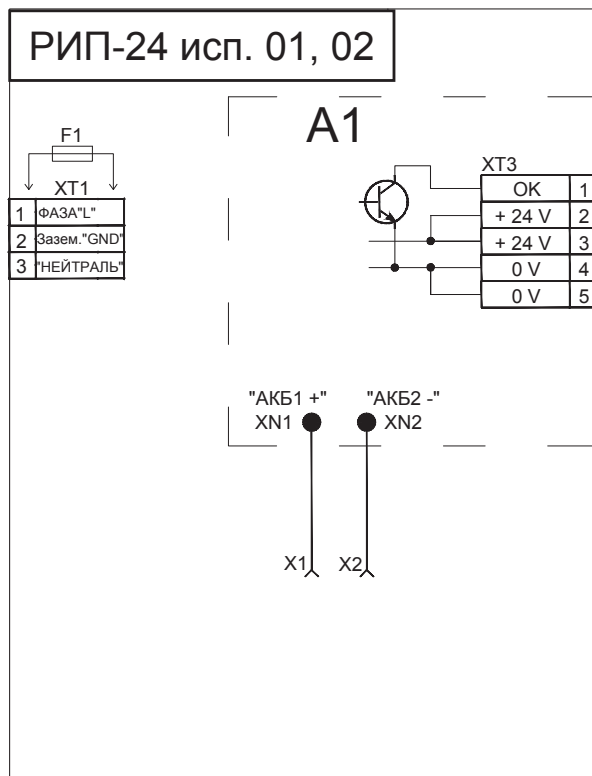 РИП-24 исп. 01, 02
A1
F1
XT1
1 ФАЗА"L"
2 Зазем."GND"
3 "НЕЙТРАЛЬ"
XT3
OK 1
+ 24 V 2
+ 24 V 3
0 V 4
0 V 5
"АКБ1 +" "АКБ2 -"
XN1 XN2
X1 X2